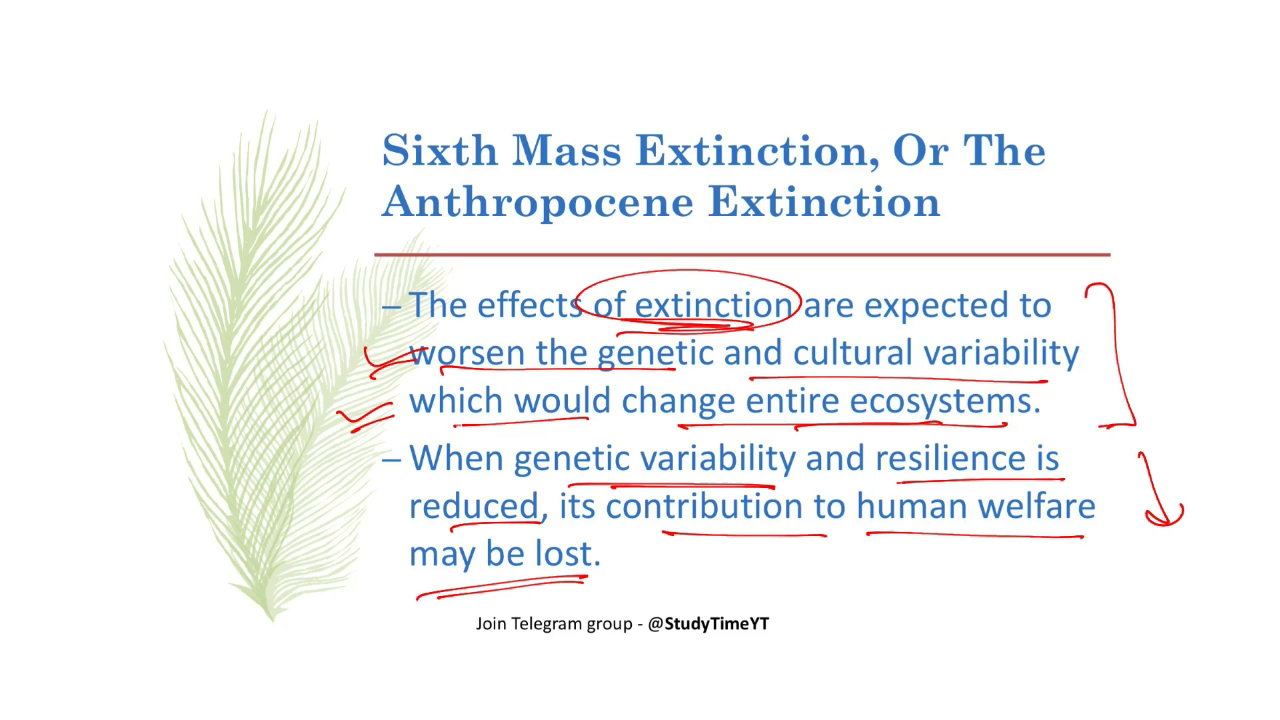 Sixth Mass Extinction, Or The
Anthropocene Extinction
– The effects of extinction are expected to
worsen the genetic and cultural variability
which would change entire ecosystems.
– When genetic variability and resilience is
reduced, its contribution to human welfare
may be lost.
Join Telegram group - @StudyTimeYT